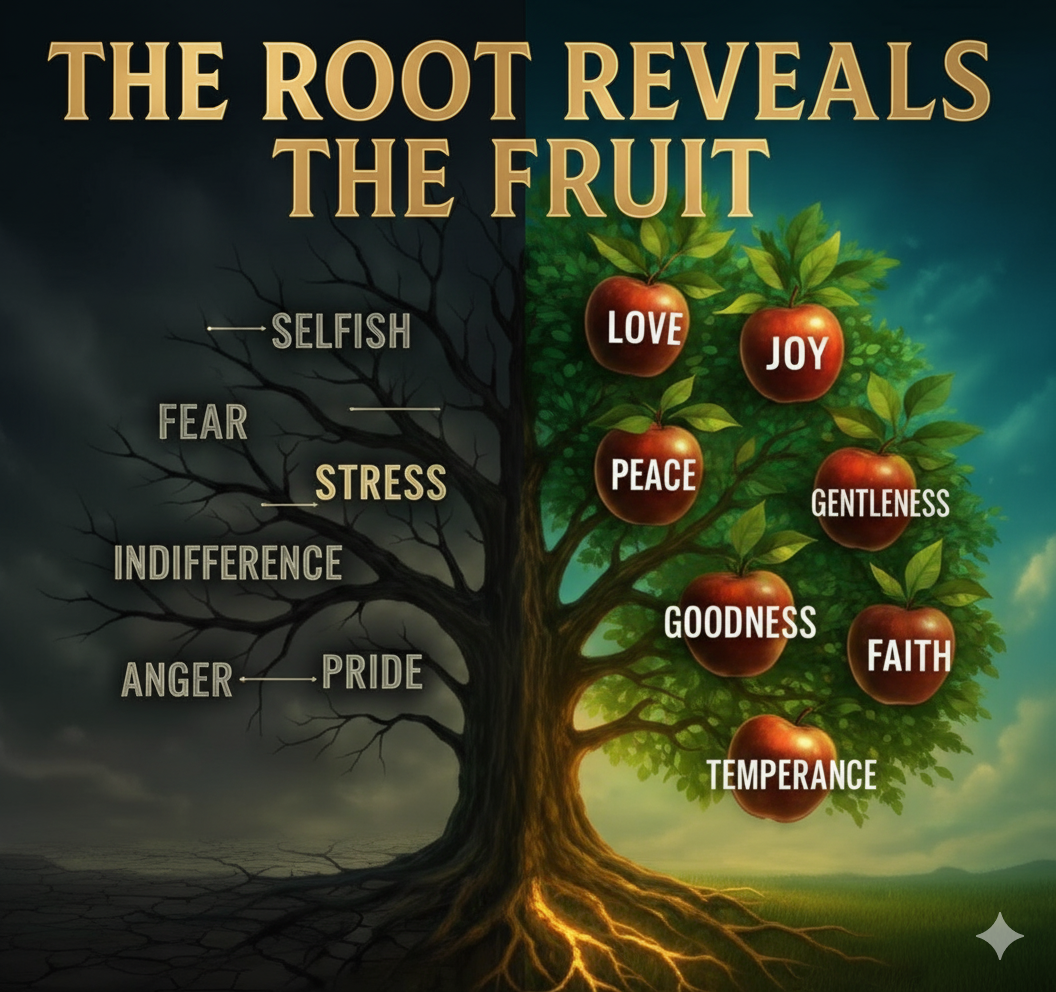 THE ROOT REVEALS
THE FRUIT
SELFISH
FEAR
STRESS
INDIFFERENCE
ANGER
PRIDE
LOVE
JOY
PEACE
GENTLENESS
GOODNESS
FAITH
TEMPERANCE